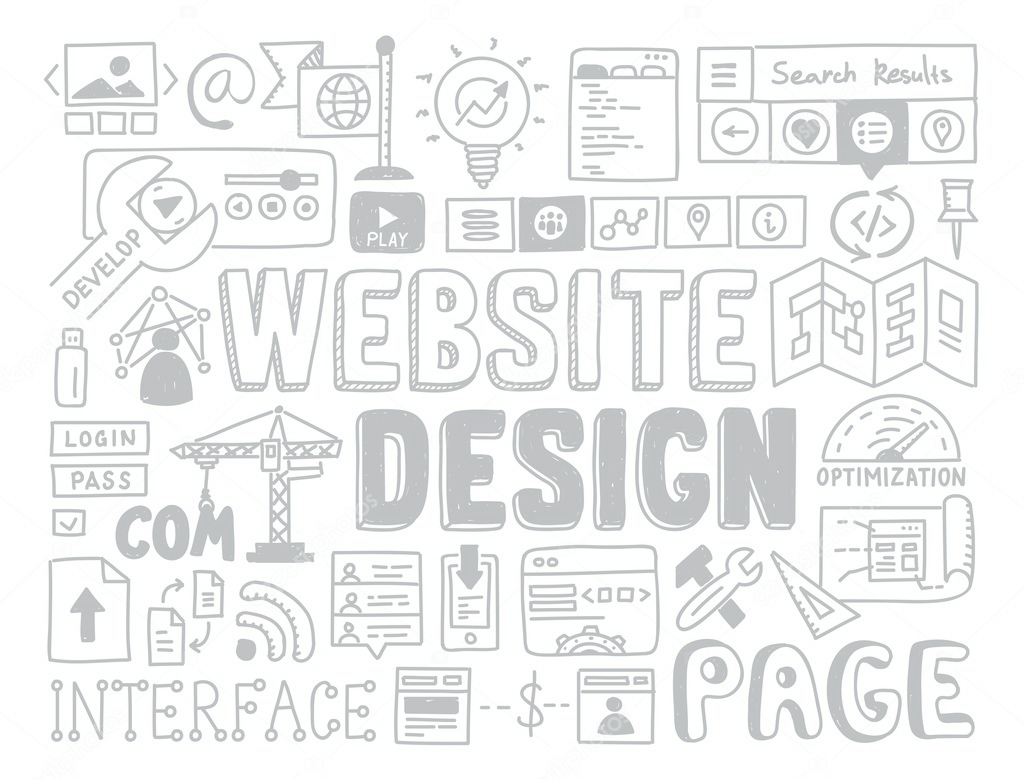 @
Search Results
DEVELOP
PLAY
i
</>
WEBSITE
LOGIN
DESIGN
OPTIMIZATION
PASS
COM
< >
INTERFACE
$
PAGE